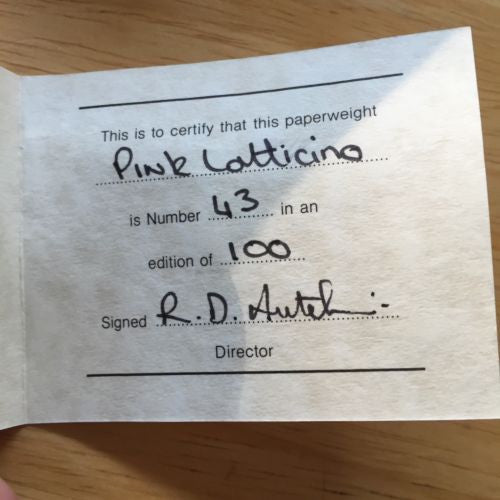 This is to certify that this paperweight
Pink Latticino
is Number 43 in an
edition of 100
Signed R. D.
Director